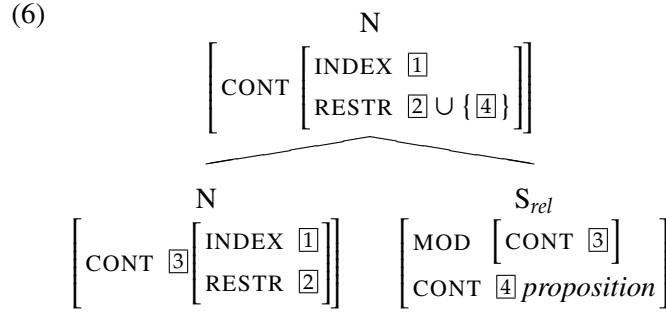 (6)
N
[CONT [INDEX 1
RESTR 2 ∪ {4}]]
N S_rel
[CONT 3 [INDEX 1
RESTR 2]] [MOD [CONT 3]
CONT 4 proposition]